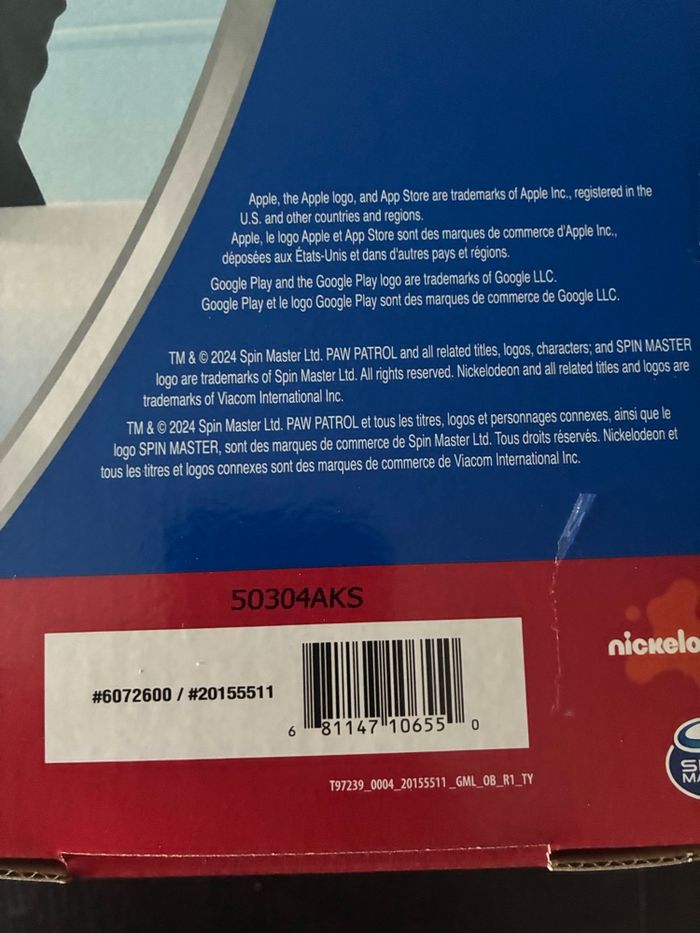 Apple, the Apple logo, and App Store are trademarks of Apple Inc., registered in the
U.S. and other countries and regions.
Apple, le logo Apple et App Store sont des marques de commerce d'Apple Inc.,
déposées aux États-Unis et dans d'autres pays et régions.
Google Play and the Google Play logo are trademarks of Google LLC.
Google Play et le logo Google Play sont des marques de commerce de Google LLC.
TM & © 2024 Spin Master Ltd. PAW PATROL and all related titles, logos, characters; and SPIN MASTER
logo are trademarks of Spin Master Ltd. All rights reserved. Nickelodeon and all related titles and logos are
trademarks of Viacom International Inc.
TM & © 2024 Spin Master Ltd. PAW PATROL et tous les titres, logos et personnages connexes, ainsi que le
logo SPIN MASTER, sont des marques de commerce de Spin Master Ltd. Tous droits réservés. Nickelodeon et
tous les titres et logos connexes sont des marques de commerce de Viacom International Inc.
50304AKS
nickelo
#6072600 / #20155511
6 81147 10655 0
T97239_0004_20155511_GML_OB_R1_TY